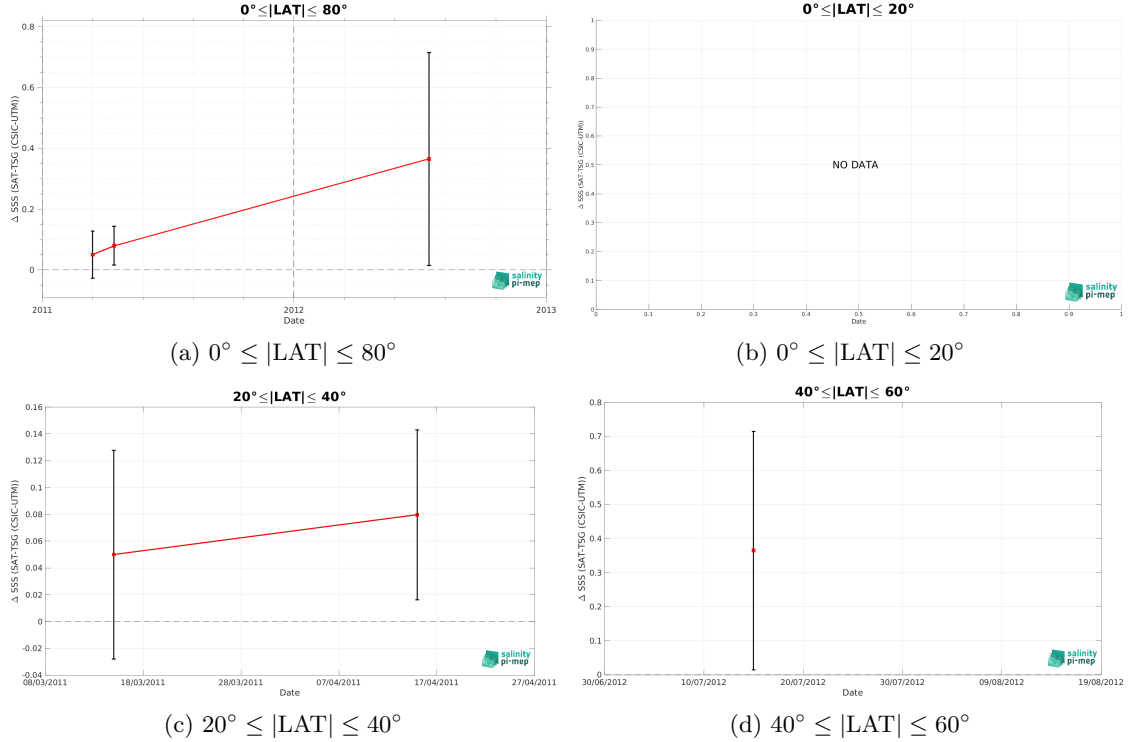 0°≤|LAT|≤ 80°
Δ SSS (SAT-TSG (CSIC-UTM))
0.8
0.6
0.4
0.2
0
2011
2012
2013
Date
salinity
pi-mep
(a) 0° ≤ |LAT| ≤ 80°
0°≤|LAT|≤ 20°
Δ SSS (SAT-TSG (CSIC-UTM))
1
0.9
0.8
0.7
0.6
0.5
0.4
0.3
0.2
0.1
0
NO DATA
0 0.1 0.2 0.3 0.4 0.5 0.6 0.7 0.8 0.9 1
Date
salinity
pi-mep
(b) 0° ≤ |LAT| ≤ 20°
20°≤|LAT|≤ 40°
Δ SSS (SAT-TSG (CSIC-UTM))
0.16
0.14
0.12
0.1
0.08
0.06
0.04
0.02
0
-0.02
-0.04
08/03/2011 18/03/2011 28/03/2011 07/04/2011 17/04/2011 27/04/2011
Date
salinity
pi-mep
(c) 20° ≤ |LAT| ≤ 40°
40°≤|LAT|≤ 60°
Δ SSS (SAT-TSG (CSIC-UTM))
0.8
0.7
0.6
0.5
0.4
0.3
0.2
0.1
0
30/06/2012 10/07/2012 20/07/2012 30/07/2012 09/08/2012 19/08/2012
Date
salinity
pi-mep
(d) 40° ≤ |LAT| ≤ 60°